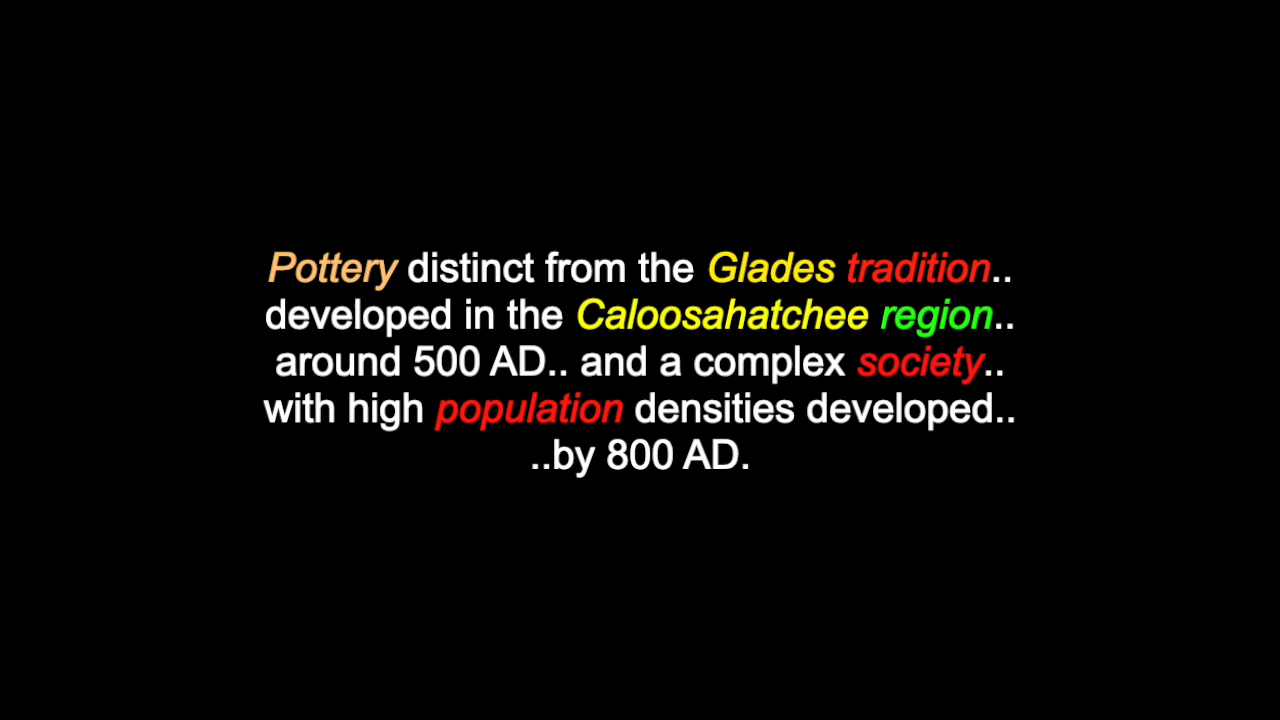 Pottery distinct from the Glades tradition..
developed in the Caloosahatchee region..
around 500 AD.. and a complex society..
with high population densities developed..
..by 800 AD.